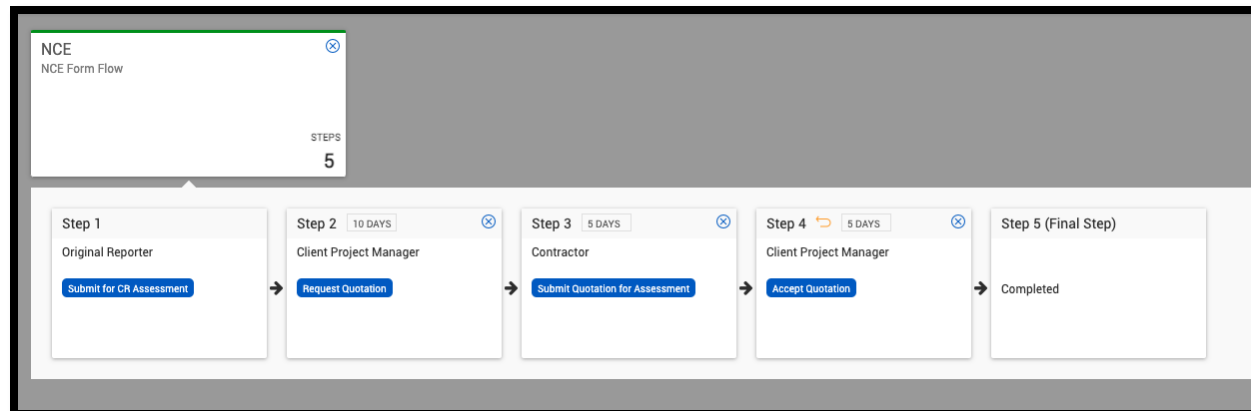 NCE
NCE Form Flow
STEPS
5
Step 1
Original Reporter
Submit for CR Assessment
Step 2 10 DAYS
Client Project Manager
Request Quotation
Step 3 5 DAYS
Contractor
Submit Quotation for Assessment
Step 4 5 DAYS
Client Project Manager
Accept Quotation
Step 5 (Final Step)
Completed